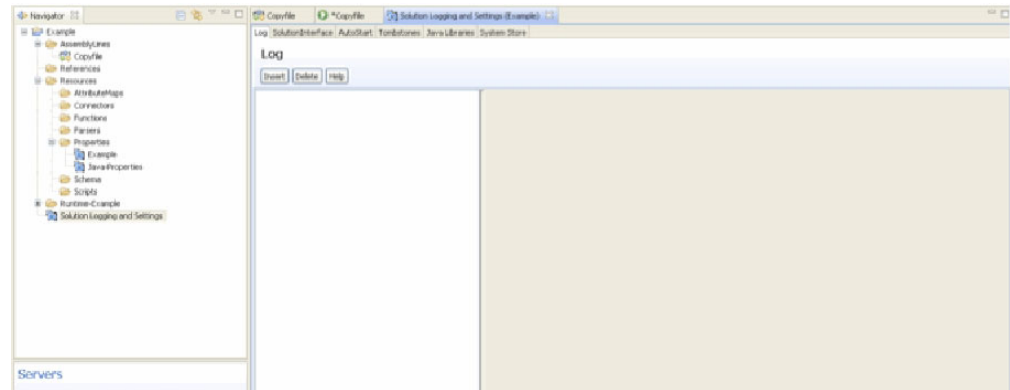 Navigator
Example
AssemblyLines
Copyfile
References
Resources
AttributeMaps
Connectors
Functions
Parsers
Properties
Example
Java-Properties
Schema
Scripts
Runtime-Example
Solution Logging and Settings
Servers
Copyfile
*Copyfile
Solution Logging and Settings (Example)
Log SolutionInterface AutoStart Tombstones Java Libraries System Store
Log
Insert Delete Help